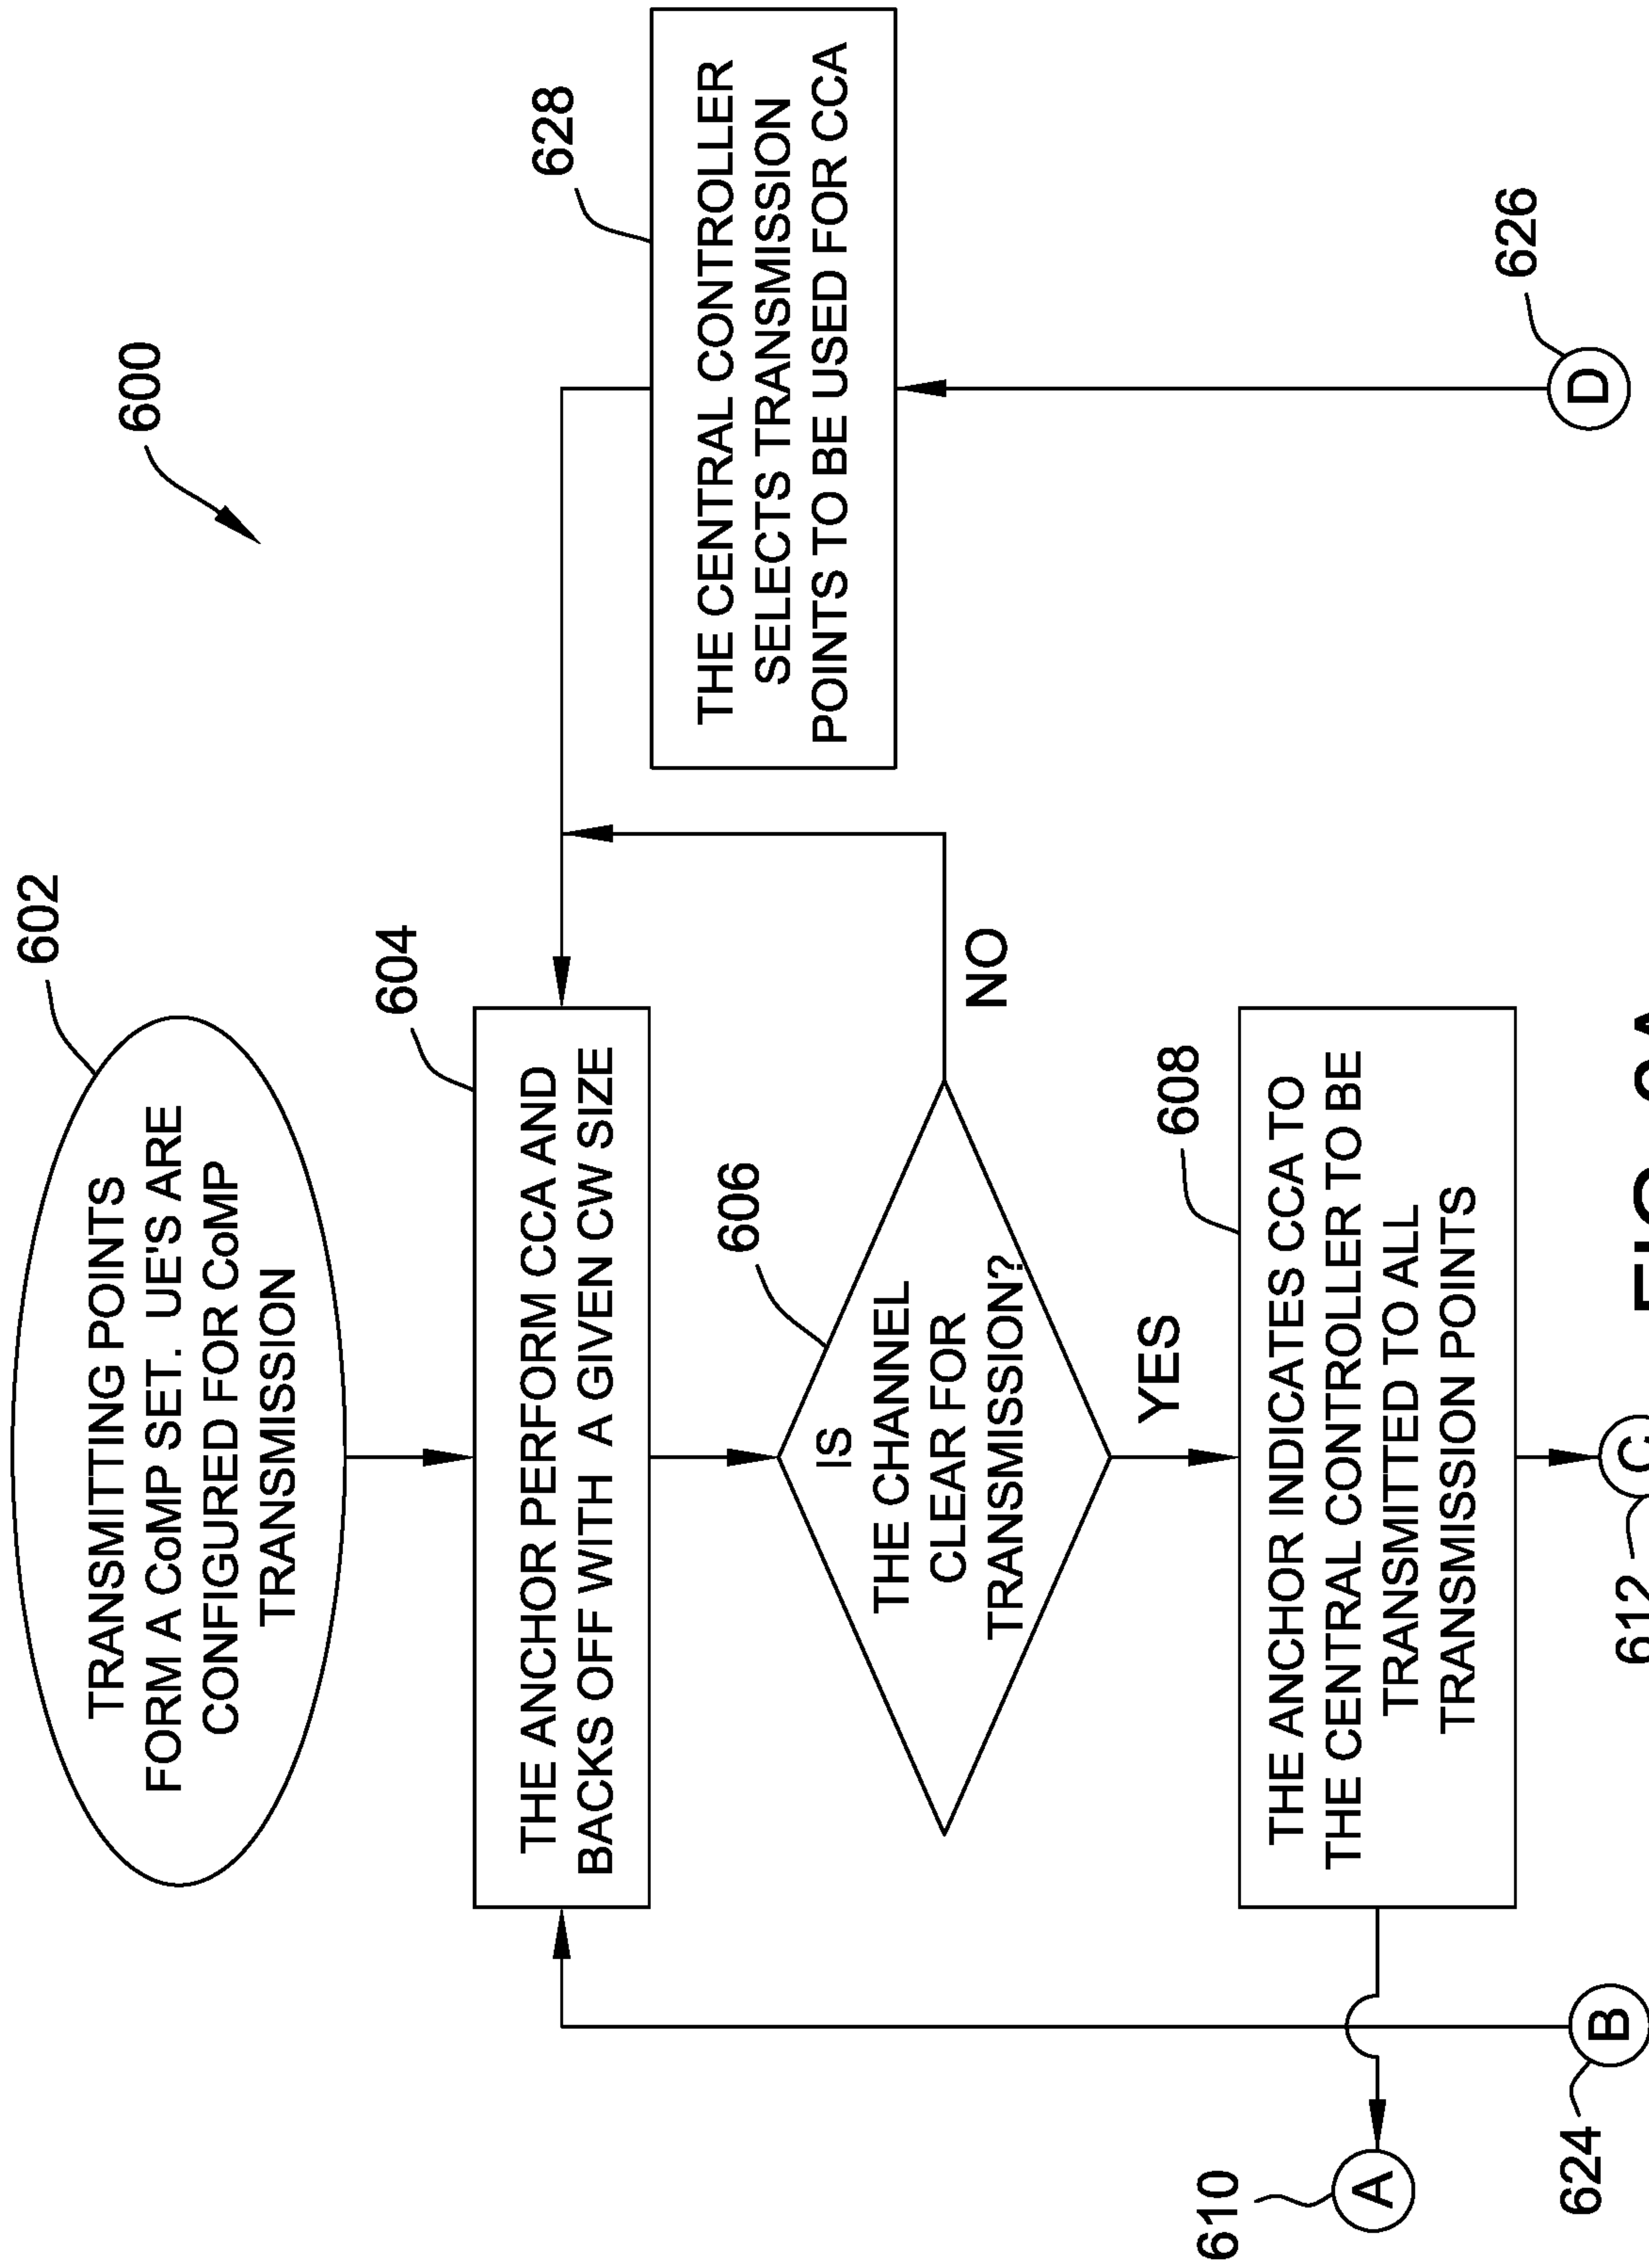 600
602
TRANSMITTING POINTS
FORM A CoMP SET. UE'S ARE
CONFIGURED FOR CoMP
TRANSMISSION
604
THE ANCHOR PERFORM CCA AND
BACKS OFF WITH A GIVEN CW SIZE
606
IS
THE CHANNEL
CLEAR FOR
TRANSMISSION?
NO
YES
628
THE CENTRAL CONTROLLER
SELECTS TRANSMISSION
POINTS TO BE USED FOR CCA
608
THE ANCHOR INDICATES CCA TO
THE CENTRAL CONTROLLER TO BE
TRANSMITTED TO ALL
TRANSMISSION POINTS
610
A
624
B
612
C
626
D